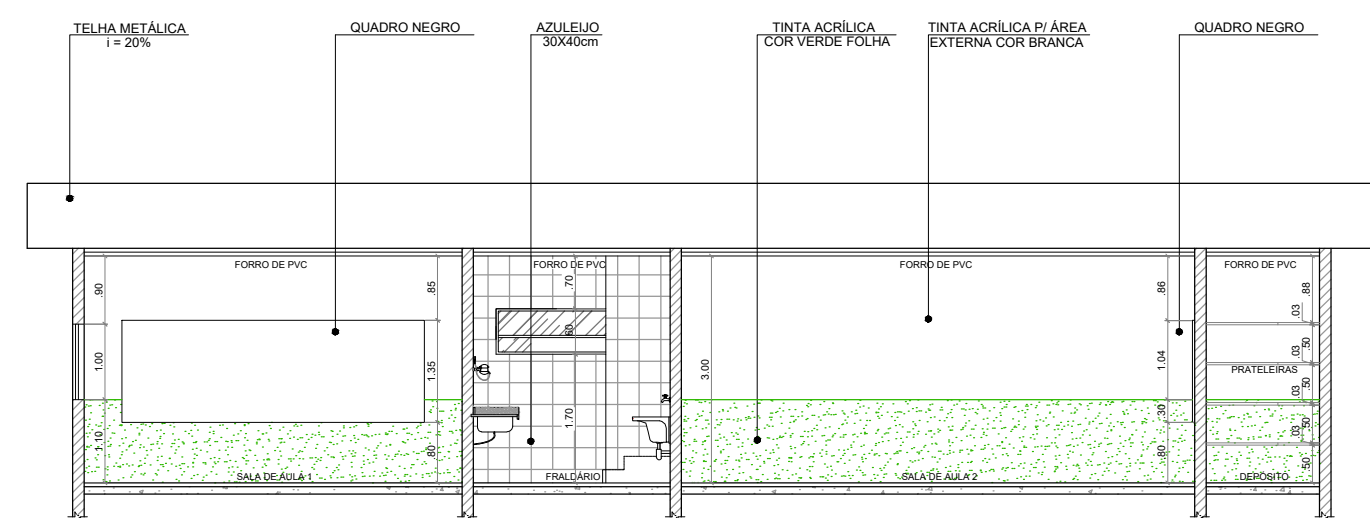 TELHA METÁLICA
i = 20%
QUADRO NEGRO
AZULEIJO
30X40cm
TINTA ACRÍLICA
COR VERDE FOLHA
TINTA ACRÍLICA P/ ÁREA
EXTERNA COR BRANCA
QUADRO NEGRO
FORRO DE PVC
FORRO DE PVC
FORRO DE PVC
FORRO DE PVC
.90
1.00
1.10
.85
1.35
.80
.70
.60
1.70
3.00
.86
1.04
.30
.80
.88
.03
.50
.03
PRATELEIRAS
.50
.03
.50
.03
.50
SALA DE AULA 1
FRALDÁRIO
SALA DE AULA 2
DEPÓSITO